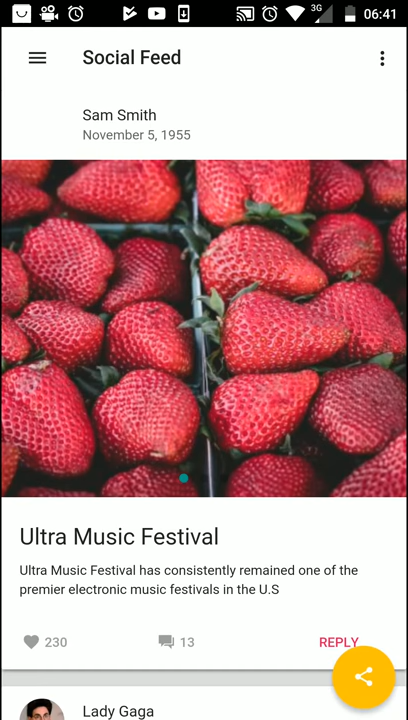 3G
06:41
Social Feed
Sam Smith
November 5, 1955
Ultra Music Festival
Ultra Music Festival has consistently remained one of the
premier electronic music festivals in the U.S
230
13
REPLY
Lady Gaga